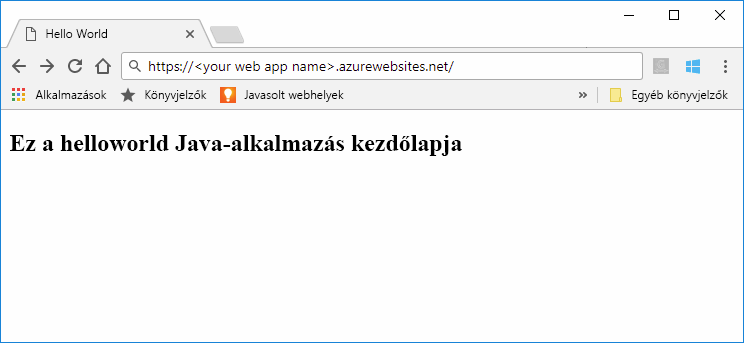 Hello World
https://<your web app name>.azurewebsites.net/
Alkalmazások Könyvjelzők Javasolt webhelyek » Egyéb könyvjelzők
Ez a helloworld Java-alkalmazás kezdőlapja